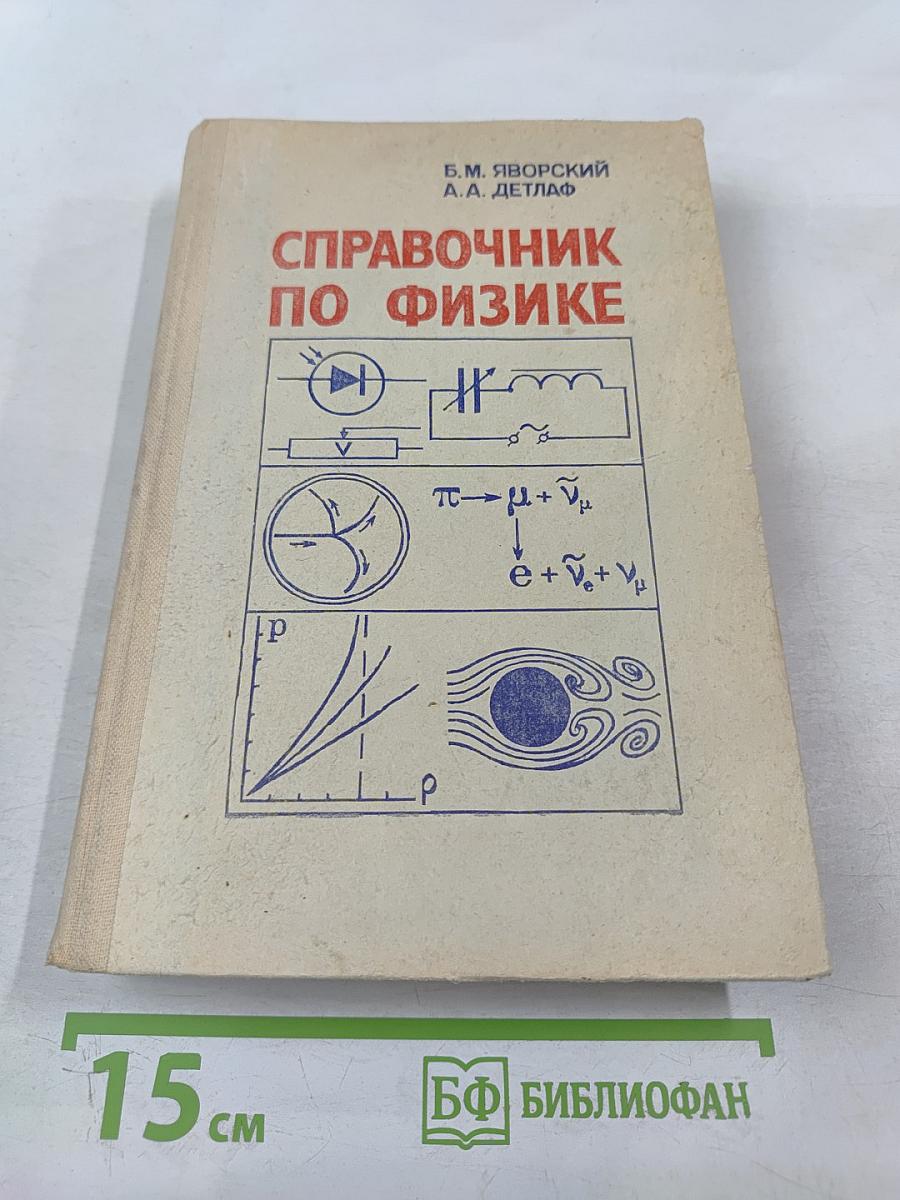 Б.М. ЯВОРСКИЙ
А.А. ДЕТЛАФ
СПРАВОЧНИК
ПО ФИЗИКЕ
π→μ+ν̃μ
↓
e+ν̃e+νμ
p
ρ
15 см
БФ БИБЛИОФАН